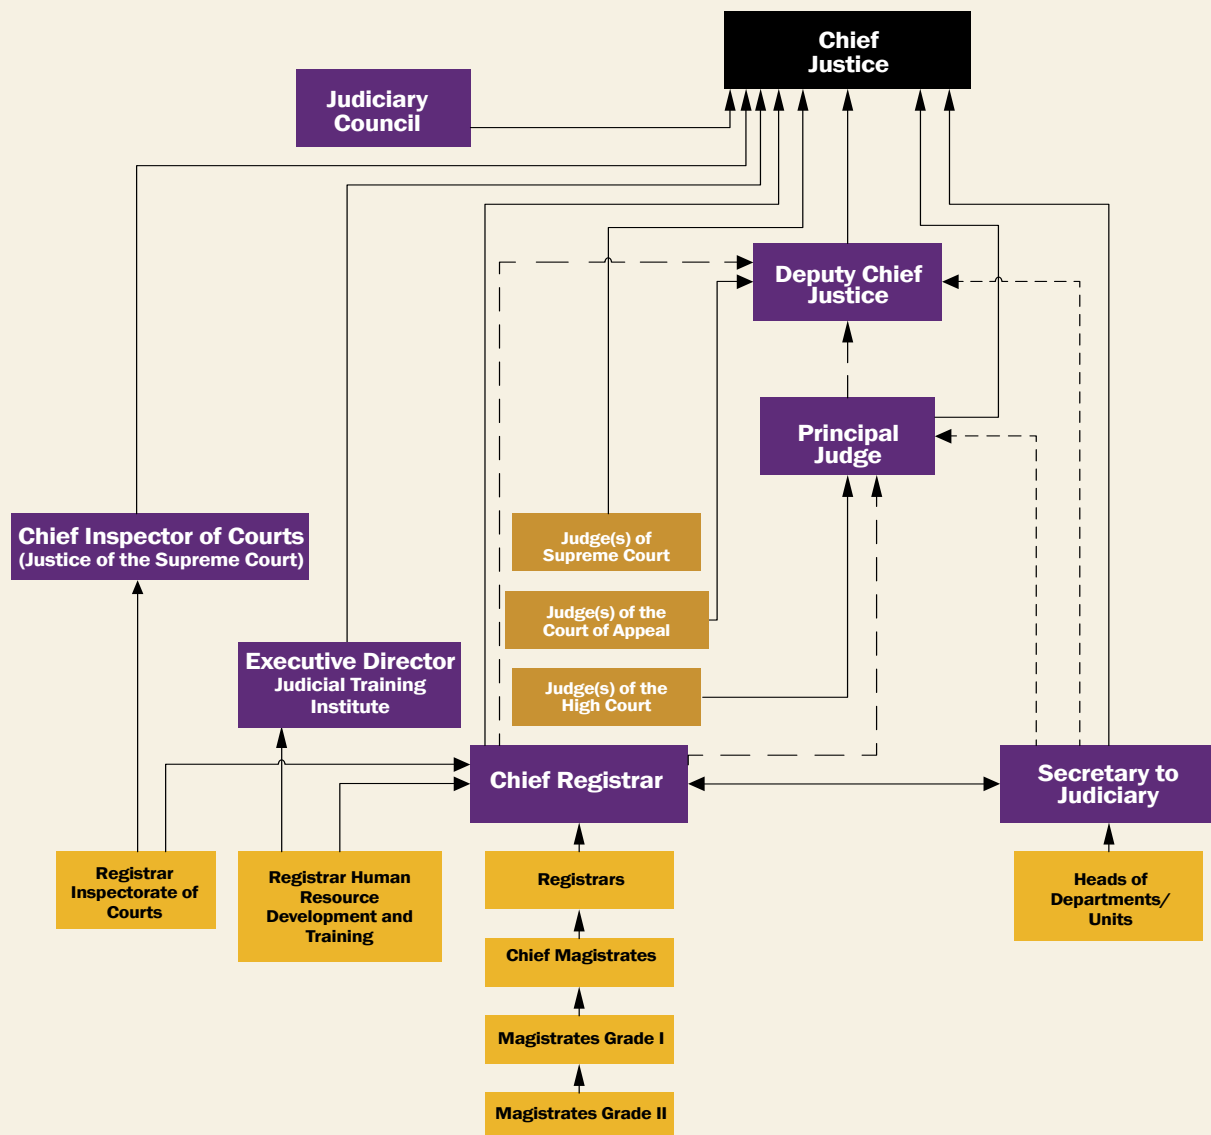 Chief
Justice
Judiciary
Council
Deputy Chief
Justice
Principal
Judge
Chief Inspector of Courts
(Justice of the Supreme Court)
Judge(s) of
Supreme Court
Judge(s) of the
Court of Appeal
Executive Director
Judicial Training
Institute
Judge(s) of the
High Court
Chief Registrar
Secretary to
Judiciary
Registrar
Inspectorate of
Courts
Registrar Human
Resource
Development and
Training
Registrars
Heads of
Departments/
Units
Chief Magistrates
Magistrates Grade I
Magistrates Grade II